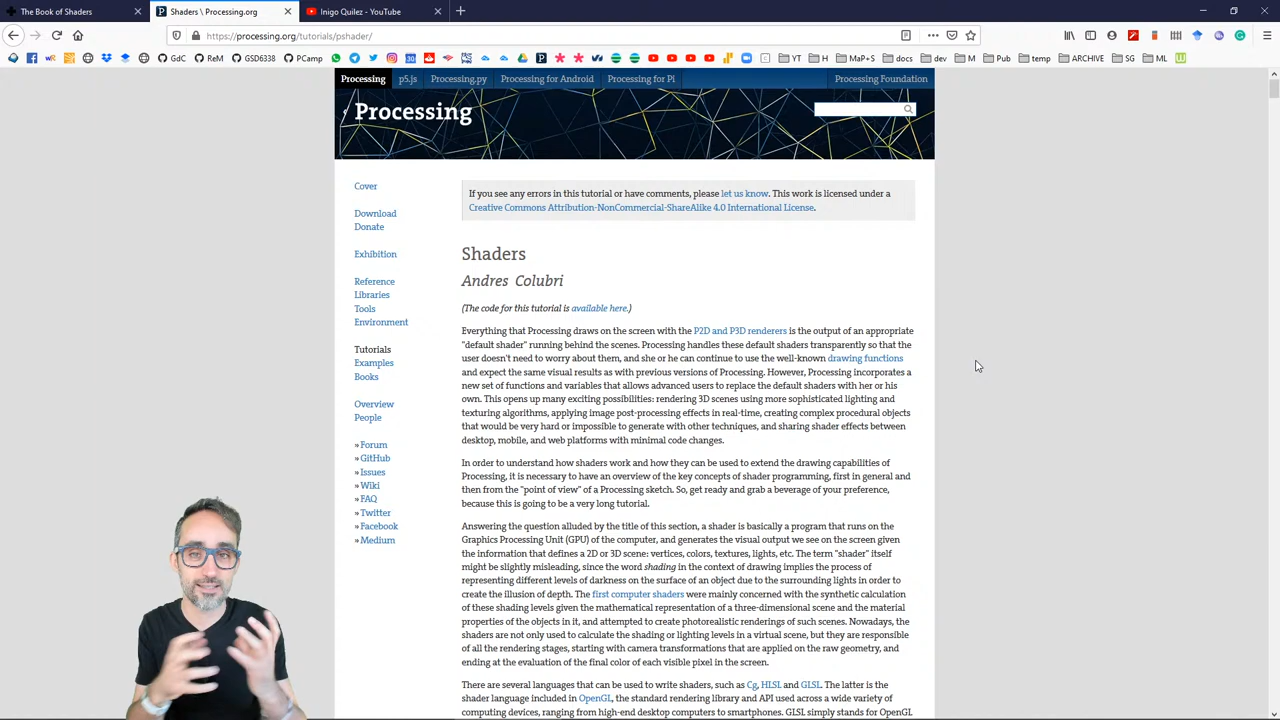 The Book of Shaders
Shaders \ Processing.org
Inigo Quilez - YouTube
https://processing.org/tutorials/pshader/
GdC
ReM
GSD6338
PCamp
YT
H
MaP+S
docs
dev
M
Pub
temp
ARCHIVE
SG
ML
Processing
p5.js
Processing.py
Processing for Android
Processing for Pi
Processing Foundation
Processing
Cover
Download
Donate
Exhibition
Reference
Libraries
Tools
Environment
Tutorials
Examples
Books
Overview
People
» Forum
» GitHub
» Issues
» Wiki
» FAQ
» Twitter
» Facebook
» Medium
If you see any errors in this tutorial or have comments, please let us know. This work is licensed under a
Creative Commons Attribution-NonCommercial-ShareAlike 4.0 International License.
Shaders
Andres Colubri
(The code for this tutorial is available here.)
Everything that Processing draws on the screen with the P2D and P3D renderers is the output of an appropriate
"default shader" running behind the scenes. Processing handles these default shaders transparently so that the
user doesn't need to worry about them, and she or he can continue to use the well-known drawing functions
and expect the same visual results as with previous versions of Processing. However, Processing incorporates a
new set of functions and variables that allows advanced users to replace the default shaders with her or his
own. This opens up many exciting possibilities: rendering 3D scenes using more sophisticated lighting and
texturing algorithms, applying image post-processing effects in real-time, creating complex procedural objects
that would be very hard or impossible to generate with other techniques, and sharing shader effects between
desktop, mobile, and web platforms with minimal code changes.
In order to understand how shaders work and how they can be used to extend the drawing capabilities of
Processing, it is necessary to have an overview of the key concepts of shader programming, first in general and
then from the "point of view" of a Processing sketch. So, get ready and grab a beverage of your preference,
because this is going to be a very long tutorial.
Answering the question alluded by the title of this section, a shader is basically a program that runs on the
Graphics Processing Unit (GPU) of the computer, and generates the visual output we see on the screen given
the information that defines a 2D or 3D scene: vertices, colors, textures, lights, etc. The term "shader" itself
might be slightly misleading, since the word shading in the context of drawing implies the process of
representing different levels of darkness on the surface of an object due to the surrounding lights in order to
create the illusion of depth. The first computer shaders were mainly concerned with the synthetic calculation
of these shading levels given the mathematical representation of a three-dimensional scene and the material
properties of the objects in it, and attempted to create photorealistic renderings of such scenes. Nowadays, the
shaders are not only used to calculate the shading or lighting levels in a virtual scene, but they are responsible
of all the rendering stages, starting with camera transformations that are applied on the raw geometry, and
ending at the evaluation of the final color of each visible pixel in the screen.
There are several languages that can be used to write shaders, such as Cg, HLSL and GLSL. The latter is the
shader language included in OpenGL, the standard rendering library and API used across a wide variety of
computing devices, ranging from high-end desktop computers to smartphones. GLSL simply stands for OpenGL